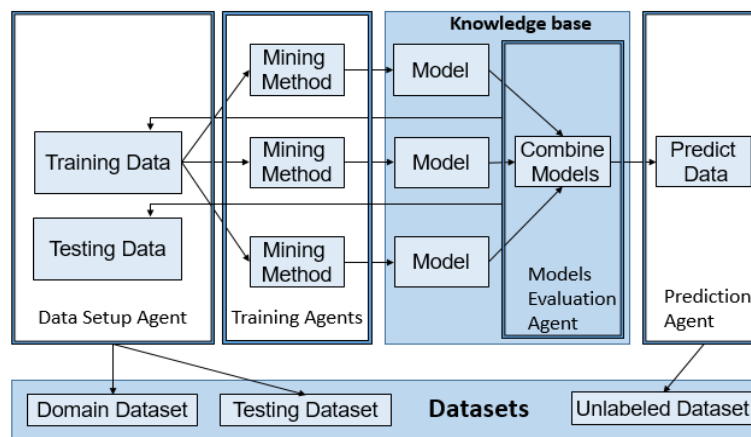 Knowledge base
Mining
Method
Model
Training Data
Mining
Method
Model
Combine
Models
Predict
Data
Testing Data
Mining
Method
Model
Models
Evaluation
Agent
Prediction
Agent
Data Setup Agent
Training Agents
Domain Dataset
Testing Dataset
Datasets
Unlabeled Dataset